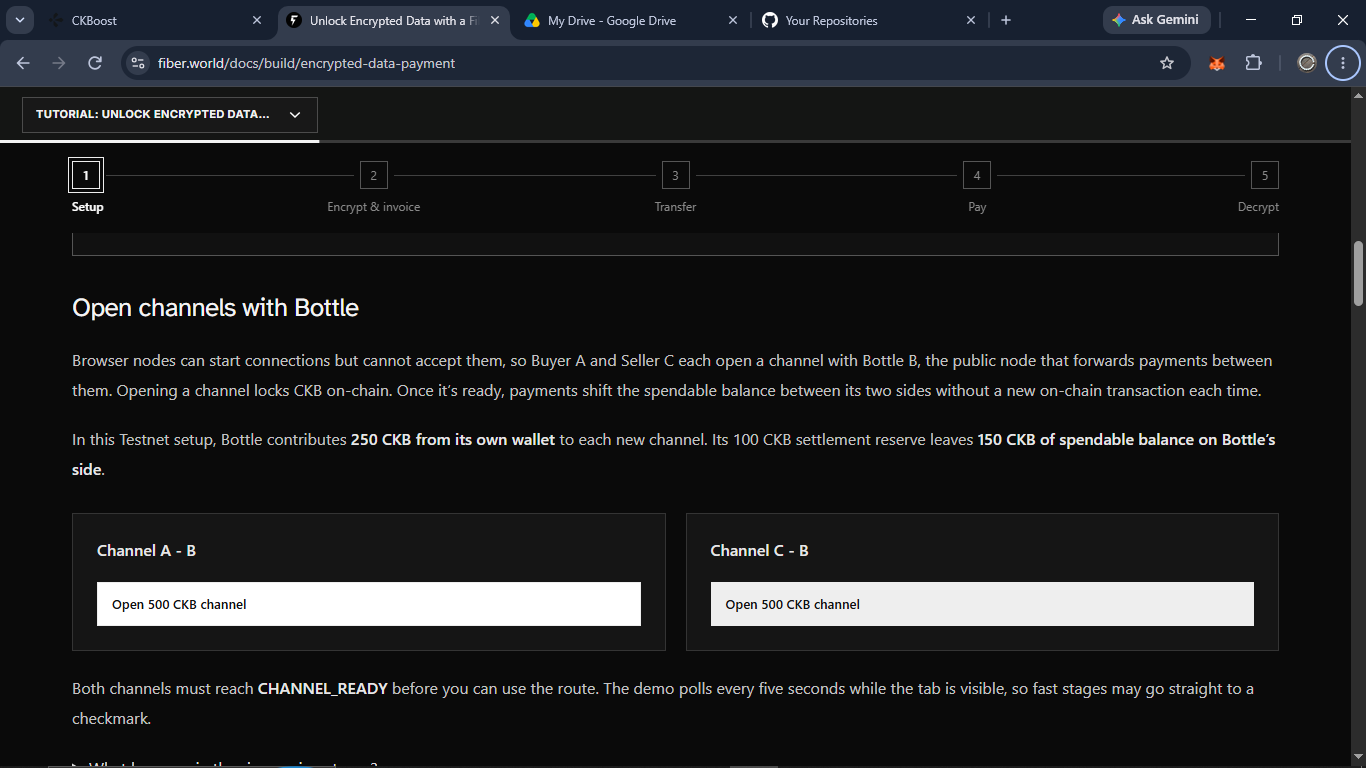 CKBoost
Unlock Encrypted Data with a Fi
My Drive - Google Drive
Your Repositories
Ask Gemini
fiber.world/docs/build/encrypted-data-payment
TUTORIAL: UNLOCK ENCRYPTED DATA...
1
2
3
4
5
Setup
Encrypt & invoice
Transfer
Pay
Decrypt
Open channels with Bottle
Browser nodes can start connections but cannot accept them, so Buyer A and Seller C each open a channel with Bottle B, the public node that forwards payments between
them. Opening a channel locks CKB on-chain. Once it's ready, payments shift the spendable balance between its two sides without a new on-chain transaction each time.
In this Testnet setup, Bottle contributes 250 CKB from its own wallet to each new channel. Its 100 CKB settlement reserve leaves 150 CKB of spendable balance on Bottle's
side.
Channel A - B
Open 500 CKB channel
Channel C - B
Open 500 CKB channel
Both channels must reach CHANNEL_READY before you can use the route. The demo polls every five seconds while the tab is visible, so fast stages may go straight to a
checkmark.